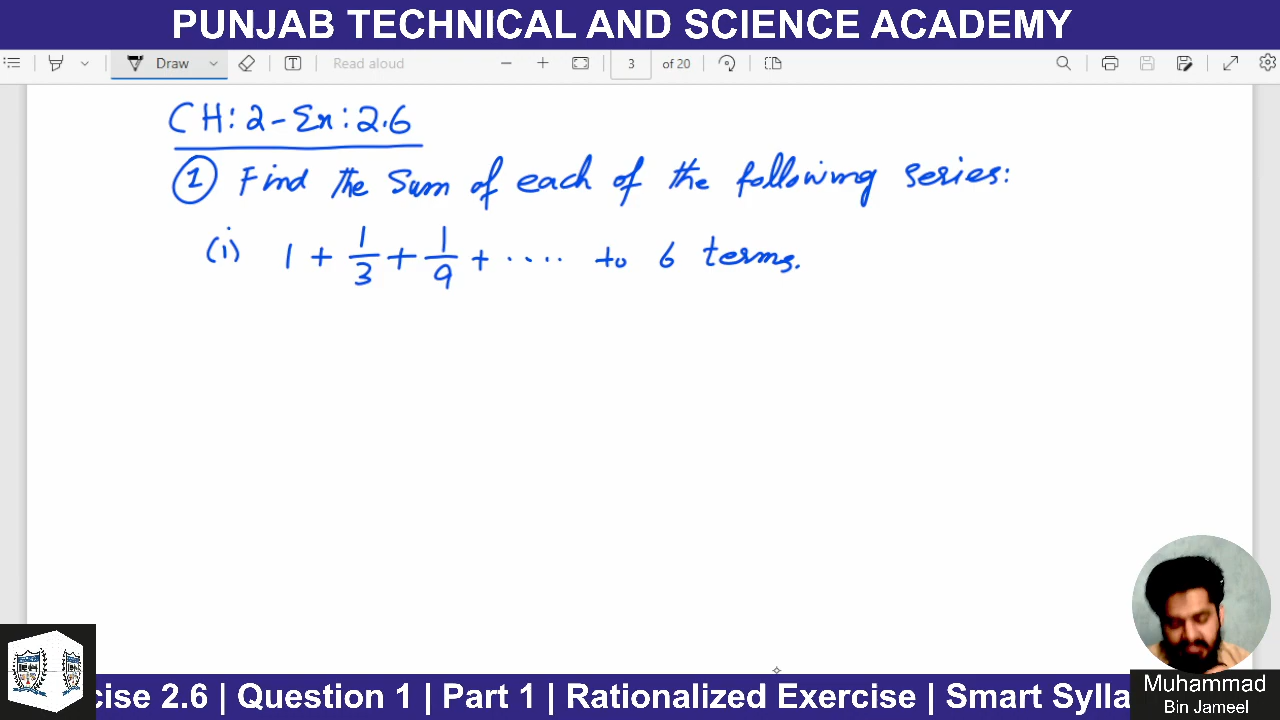 PUNJAB TECHNICAL AND SCIENCE ACADEMY
Draw Read aloud 3 of 20
CH: 2 - Ex: 2.6
① Find the Sum of each of the following series:
(i) 1 + 1/3 + 1/9 + .... to 6 terms.
cise 2.6 | Question 1 | Part 1 | Rationalized Exercise | Smart Sylla
Muhammad
Bin Jameel